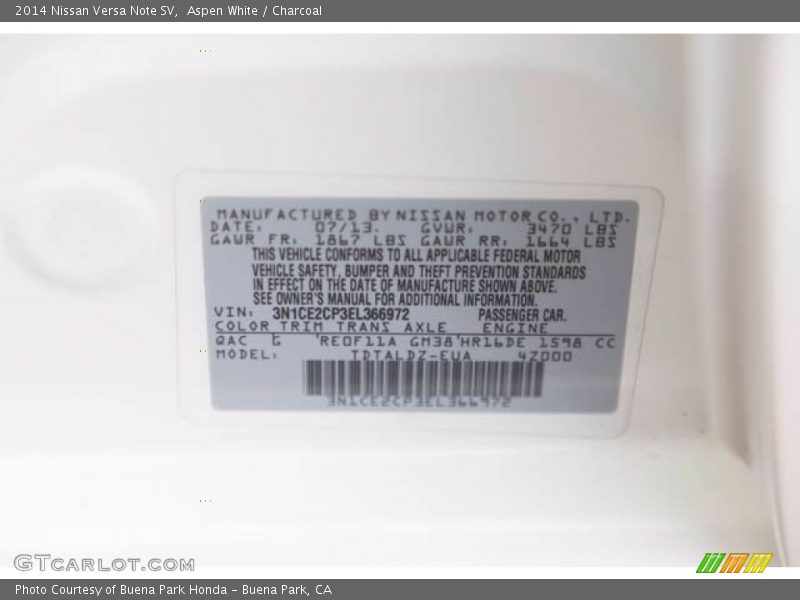 2014 Nissan Versa Note SV,  Aspen White / Charcoal
MANUFACTURED BY NISSAN MOTOR CO., LTD.
DATE: 07/13. GVWR: 3470 LBS
GAWR FR: 1867 LBS GAWR RR: 1664 LBS
THIS VEHICLE CONFORMS TO ALL APPLICABLE FEDERAL MOTOR
VEHICLE SAFETY, BUMPER AND THEFT PREVENTION STANDARDS
IN EFFECT ON THE DATE OF MANUFACTURE SHOWN ABOVE.
SEE OWNER'S MANUAL FOR ADDITIONAL INFORMATION.
VIN: 3N1CE2CP3EL366972 PASSENGER CAR.
COLOR TRIM TRANS AXLE ENGINE
QAC G RE0F11A GM38 HR16DE 1598 CC
MODEL: TDTALDZ-EUA 4Z000
3N1CE2CP3EL366972
GTCARLOT.COM
Photo Courtesy of Buena Park Honda - Buena Park, CA